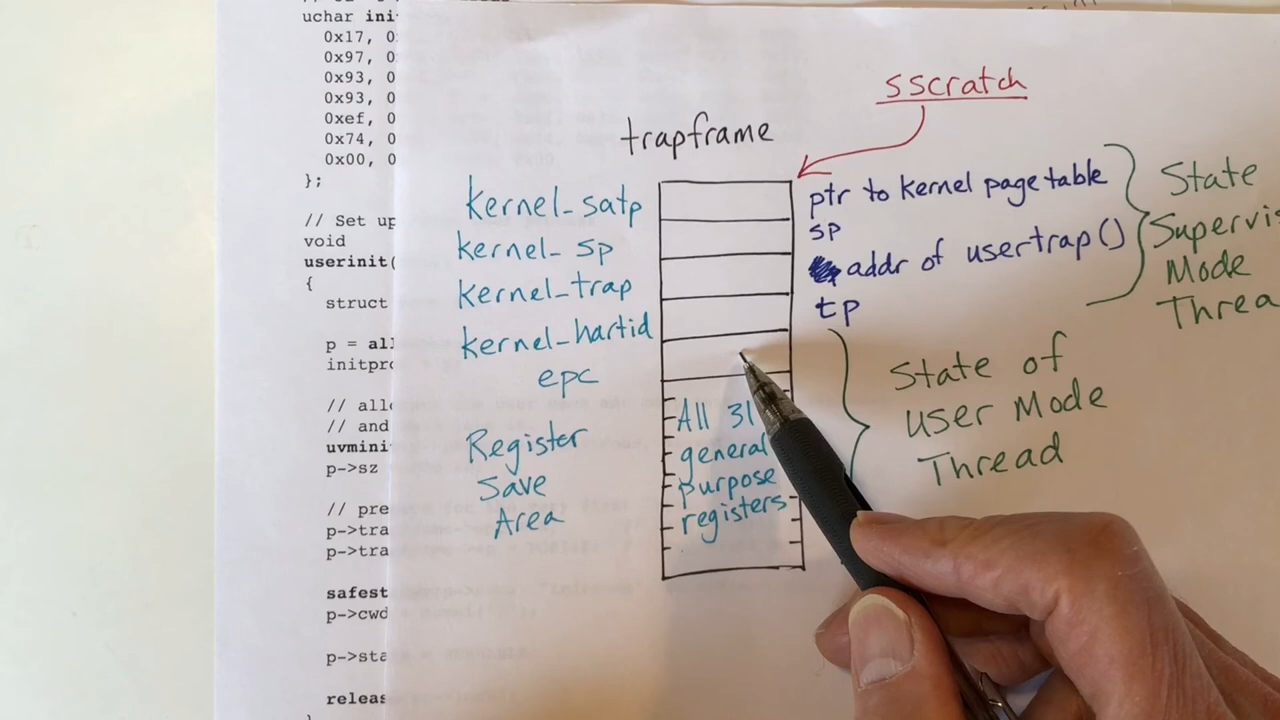 uchar ini
0x17, 0
0x97, 0
0x93, 0
0x93, 0
0xef, 0
0x74, 0
0x00, 0
};
// Set up
void
userinit(
{
struct
p = all
initpro
// allo
// and
uvmini
p->sz
// pre
p->tra
p->tra
safest
p->cwd
p->sta
releas
sscratch
trapframe
kernel_satp
kernel_sp
kernel_trap
kernel_hartid
epc
Register
Save
Area
All 31
general
purpose
registers
ptr to kernel page table
sp
addr of usertrap()
tp
State
Supervi
Mode
Threa
State of
User Mode
Thread